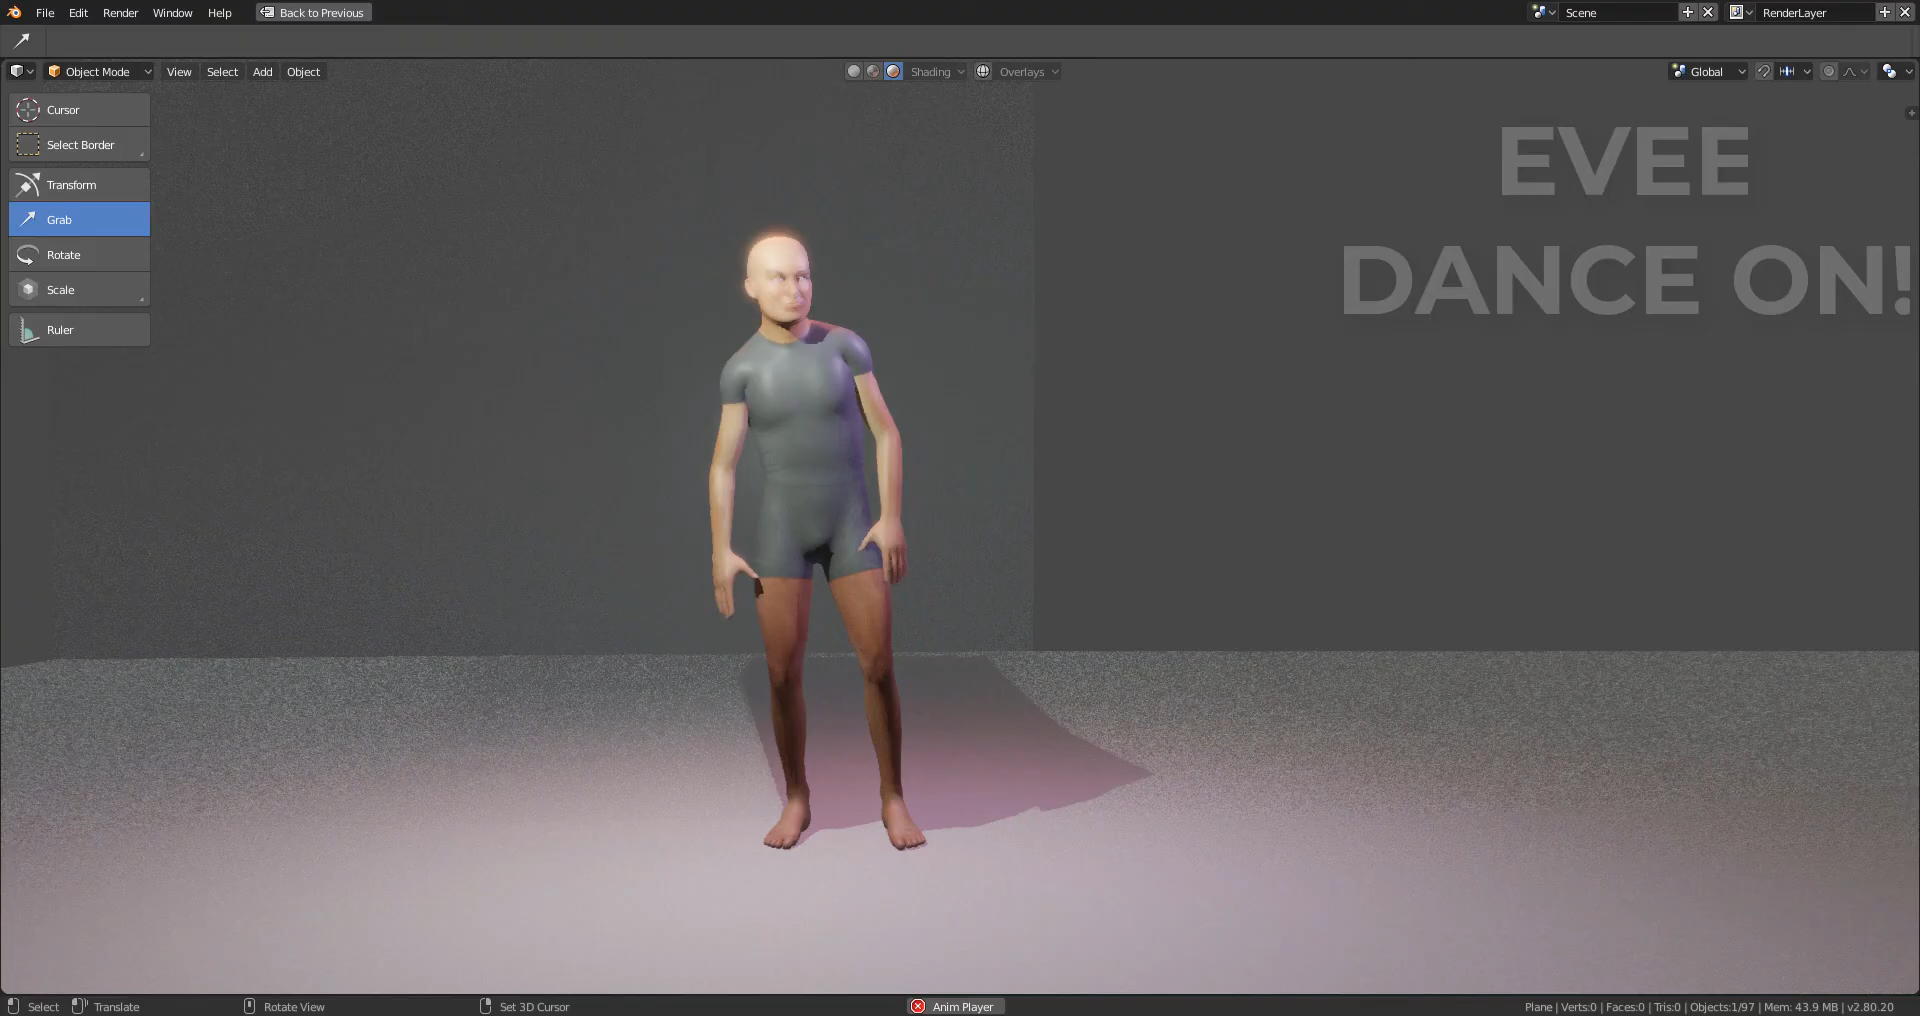 File Edit Render Window Help Back to Previous Scene RenderLayer
Object Mode View Select Add Object Shading Overlays Global
Cursor
Select Border
Transform
Grab
Rotate
Scale
Ruler
EVEE
DANCE ON!
Select Translate Rotate View Set 3D Cursor Anim Player Plane | Verts:0 | Faces:0 | Tris:0 | Objects:1/97 | Mem: 43.9 MB | v2.80.20